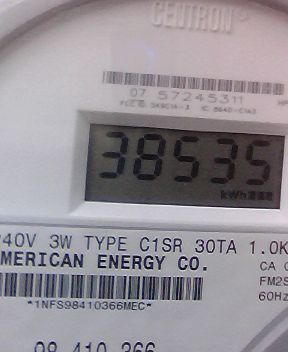 CENTRON®
07 57245311
38535
kWh
240V 3W TYPE C1SR 30TA 1.0K
AMERICAN ENERGY CO.
CA
FM2S
60Hz
*1NFS98410366MEC*
98 410 366